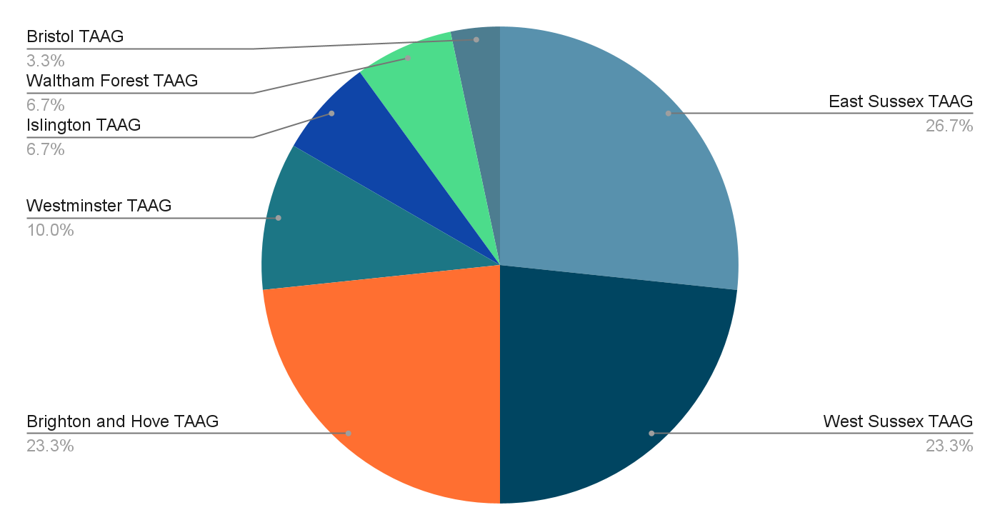 Bristol TAAG
3.3%
Waltham Forest TAAG
6.7%
Islington TAAG
6.7%
Westminster TAAG
10.0%
Brighton and Hove TAAG
23.3%
East Sussex TAAG
26.7%
West Sussex TAAG
23.3%